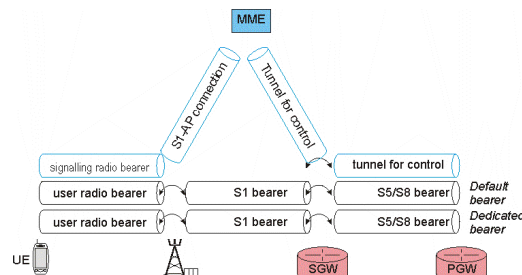 MME
S1-AP connection
Tunnel for control
signalling radio bearer
tunnel for control
user radio bearer
S1 bearer
S5/S8 bearer
Default
bearer
user radio bearer
S1 bearer
S5/S8 bearer
Dedicated
bearer
UE
SGW
PGW